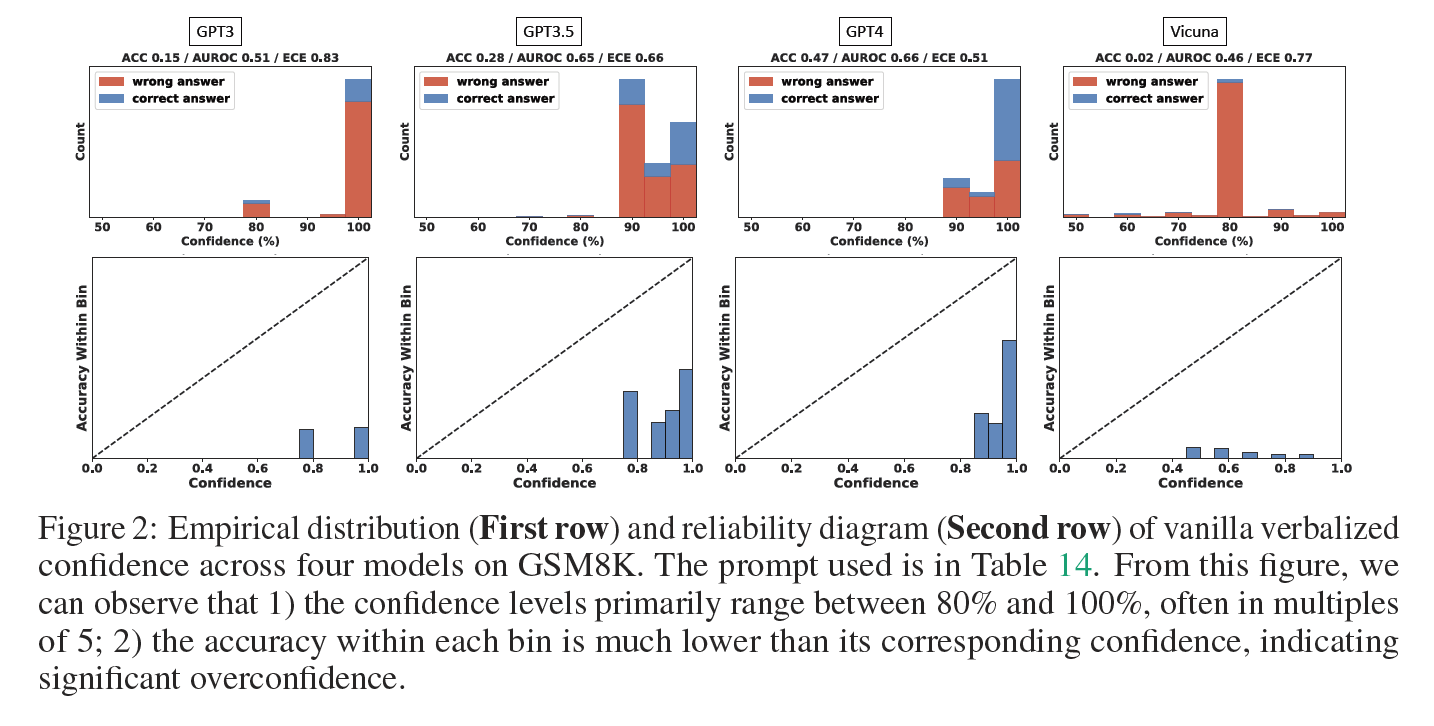 GPT3
GPT3.5
GPT4
Vicuna
ACC 0.15 / AUROC 0.51 / ECE 0.83
ACC 0.28 / AUROC 0.65 / ECE 0.66
ACC 0.47 / AUROC 0.66 / ECE 0.51
ACC 0.02 / AUROC 0.46 / ECE 0.77
wrong answer
correct answer
Count
50 60 70 80 90 100
Confidence (%)
wrong answer
correct answer
Count
50 60 70 80 90 100
Confidence (%)
wrong answer
correct answer
Count
50 60 70 80 90 100
Confidence (%)
wrong answer
correct answer
Count
50 60 70 80 90 100
Confidence (%)
Accuracy Within Bin
0.0 0.2 0.4 0.6 0.8 1.0
Confidence
Accuracy Within Bin
0.0 0.2 0.4 0.6 0.8 1.0
Confidence
Accuracy Within Bin
0.0 0.2 0.4 0.6 0.8 1.0
Confidence
Accuracy Within Bin
0.0 0.2 0.4 0.6 0.8 1.0
Confidence
Figure 2: Empirical distribution (First row) and reliability diagram (Second row) of vanilla verbalized
confidence across four models on GSM8K. The prompt used is in Table 14. From this figure, we
can observe that 1) the confidence levels primarily range between 80% and 100%, often in multiples
of 5; 2) the accuracy within each bin is much lower than its corresponding confidence, indicating
significant overconfidence.